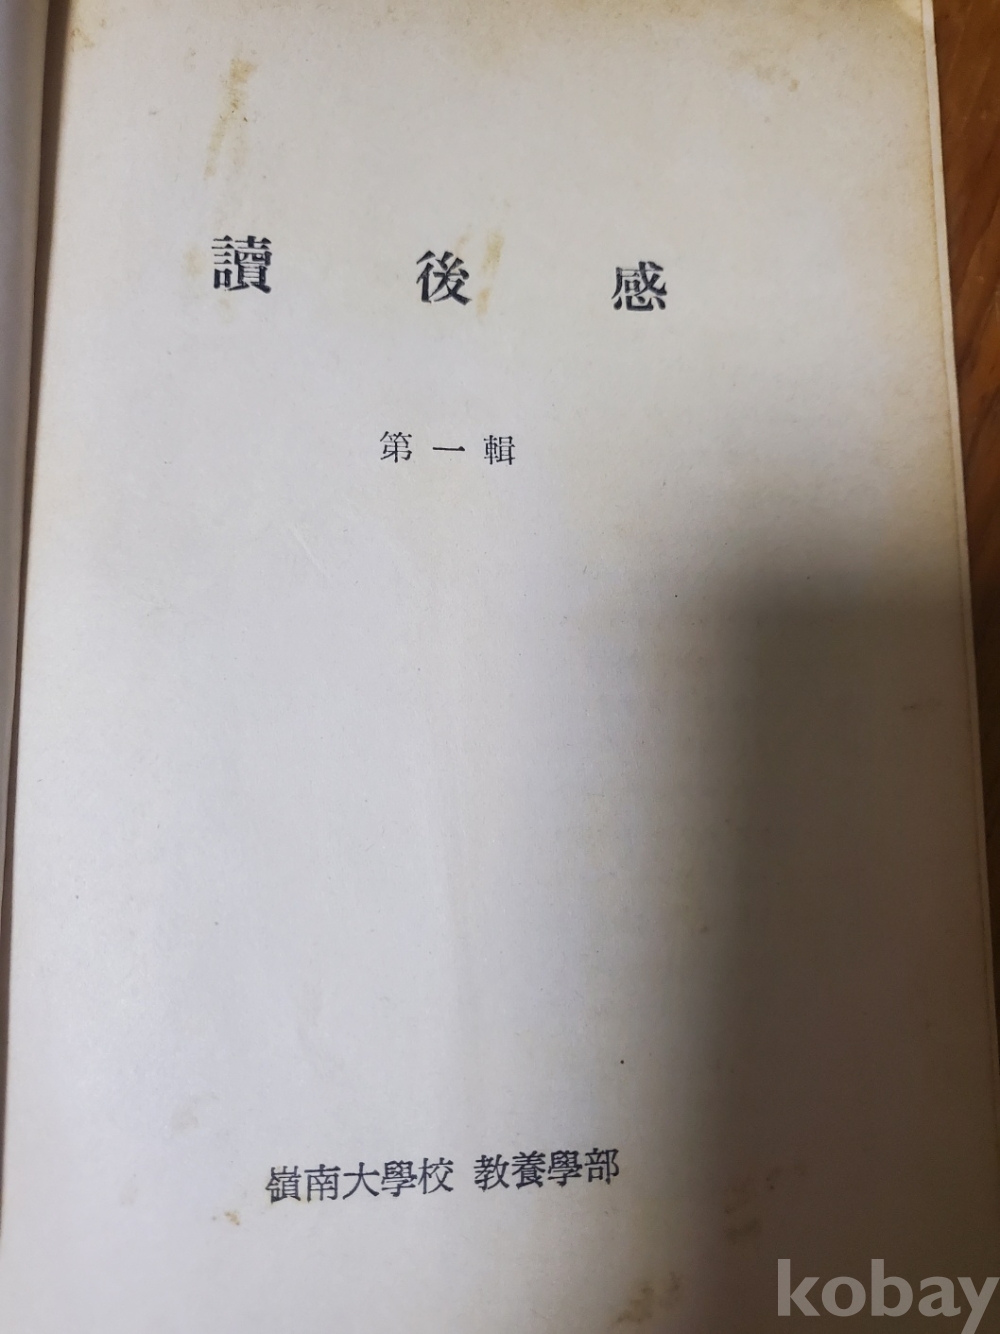 讀後感
第一輯
嶺南大學校 教養學部
kobay